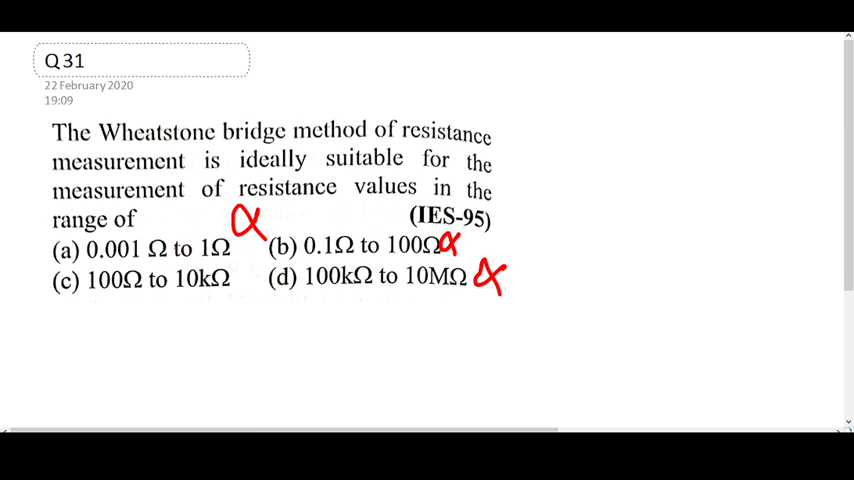 Q 31
22 February 2020
19:09
The Wheatstone bridge method of resistance
measurement is ideally suitable for the
measurement of resistance values in the
range of (IES-95)
(a) 0.001 Ω to 1Ω (b) 0.1Ω to 100Ω
(c) 100Ω to 10kΩ (d) 100kΩ to 10MΩ